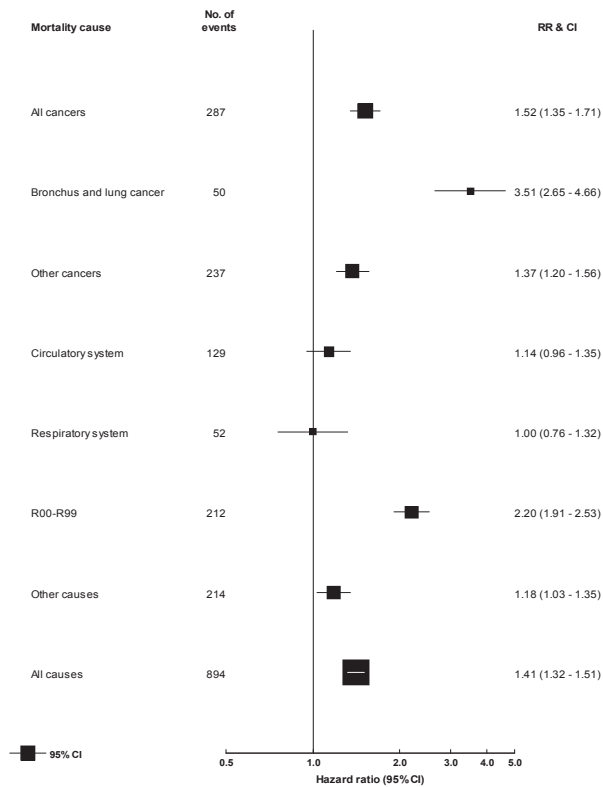 Mortality cause No. of events RR & CI
All cancers 287 1.52 (1.35 - 1.71)
Bronchus and lung cancer 50 3.51 (2.65 - 4.66)
Other cancers 237 1.37 (1.20 - 1.56)
Circulatory system 129 1.14 (0.96 - 1.35)
Respiratory system 52 1.00 (0.76 - 1.32)
R00-R99 212 2.20 (1.91 - 2.53)
Other causes 214 1.18 (1.03 - 1.35)
All causes 894 1.41 (1.32 - 1.51)
95% CI
0.5 1.0 2.0 3.0 4.0 5.0
Hazard ratio (95%CI)